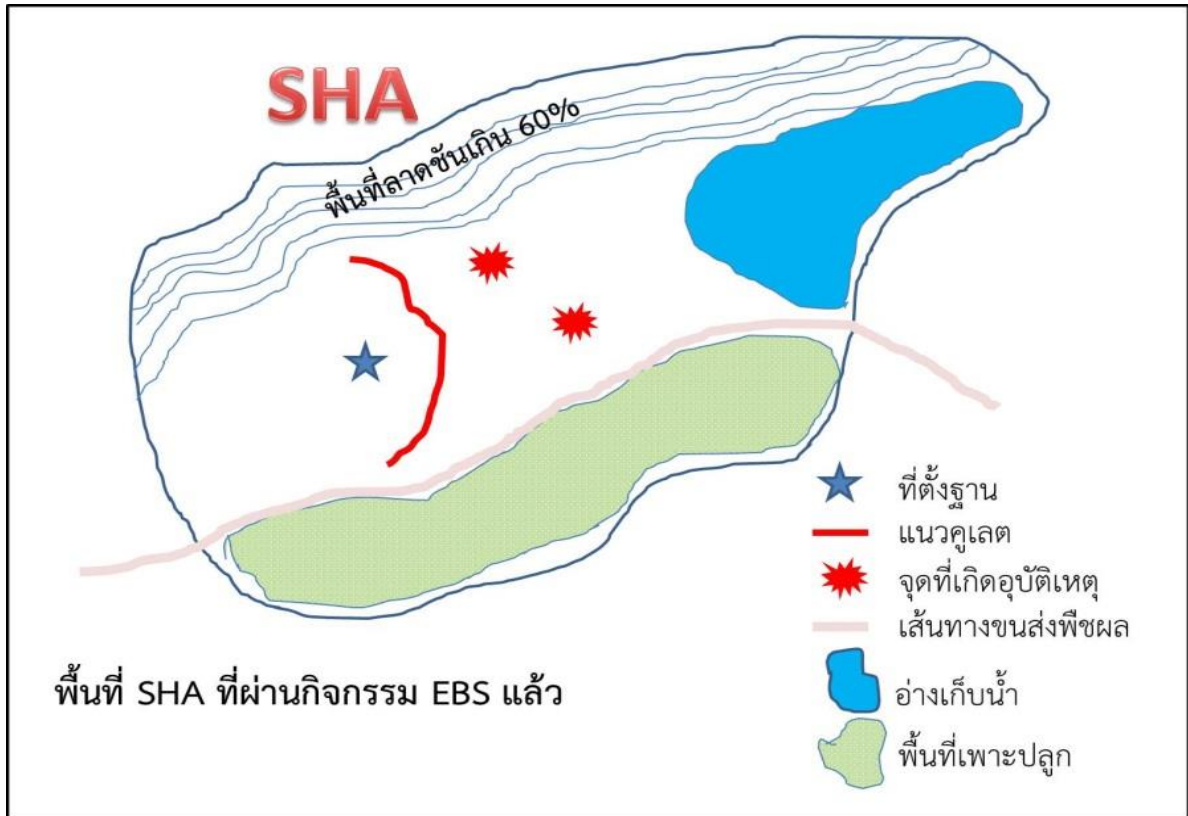 SHA
พื้นที่ลาดชันเกิน 60%
ที่ตั้งฐาน
แนวคูเลต
จุดที่เกิดอุบัติเหตุ
เส้นทางขนส่งพืชผล
อ่างเก็บน้ำ
พื้นที่เพาะปลูก
พื้นที่ SHA ที่ผ่านกิจกรรม EBS แล้ว